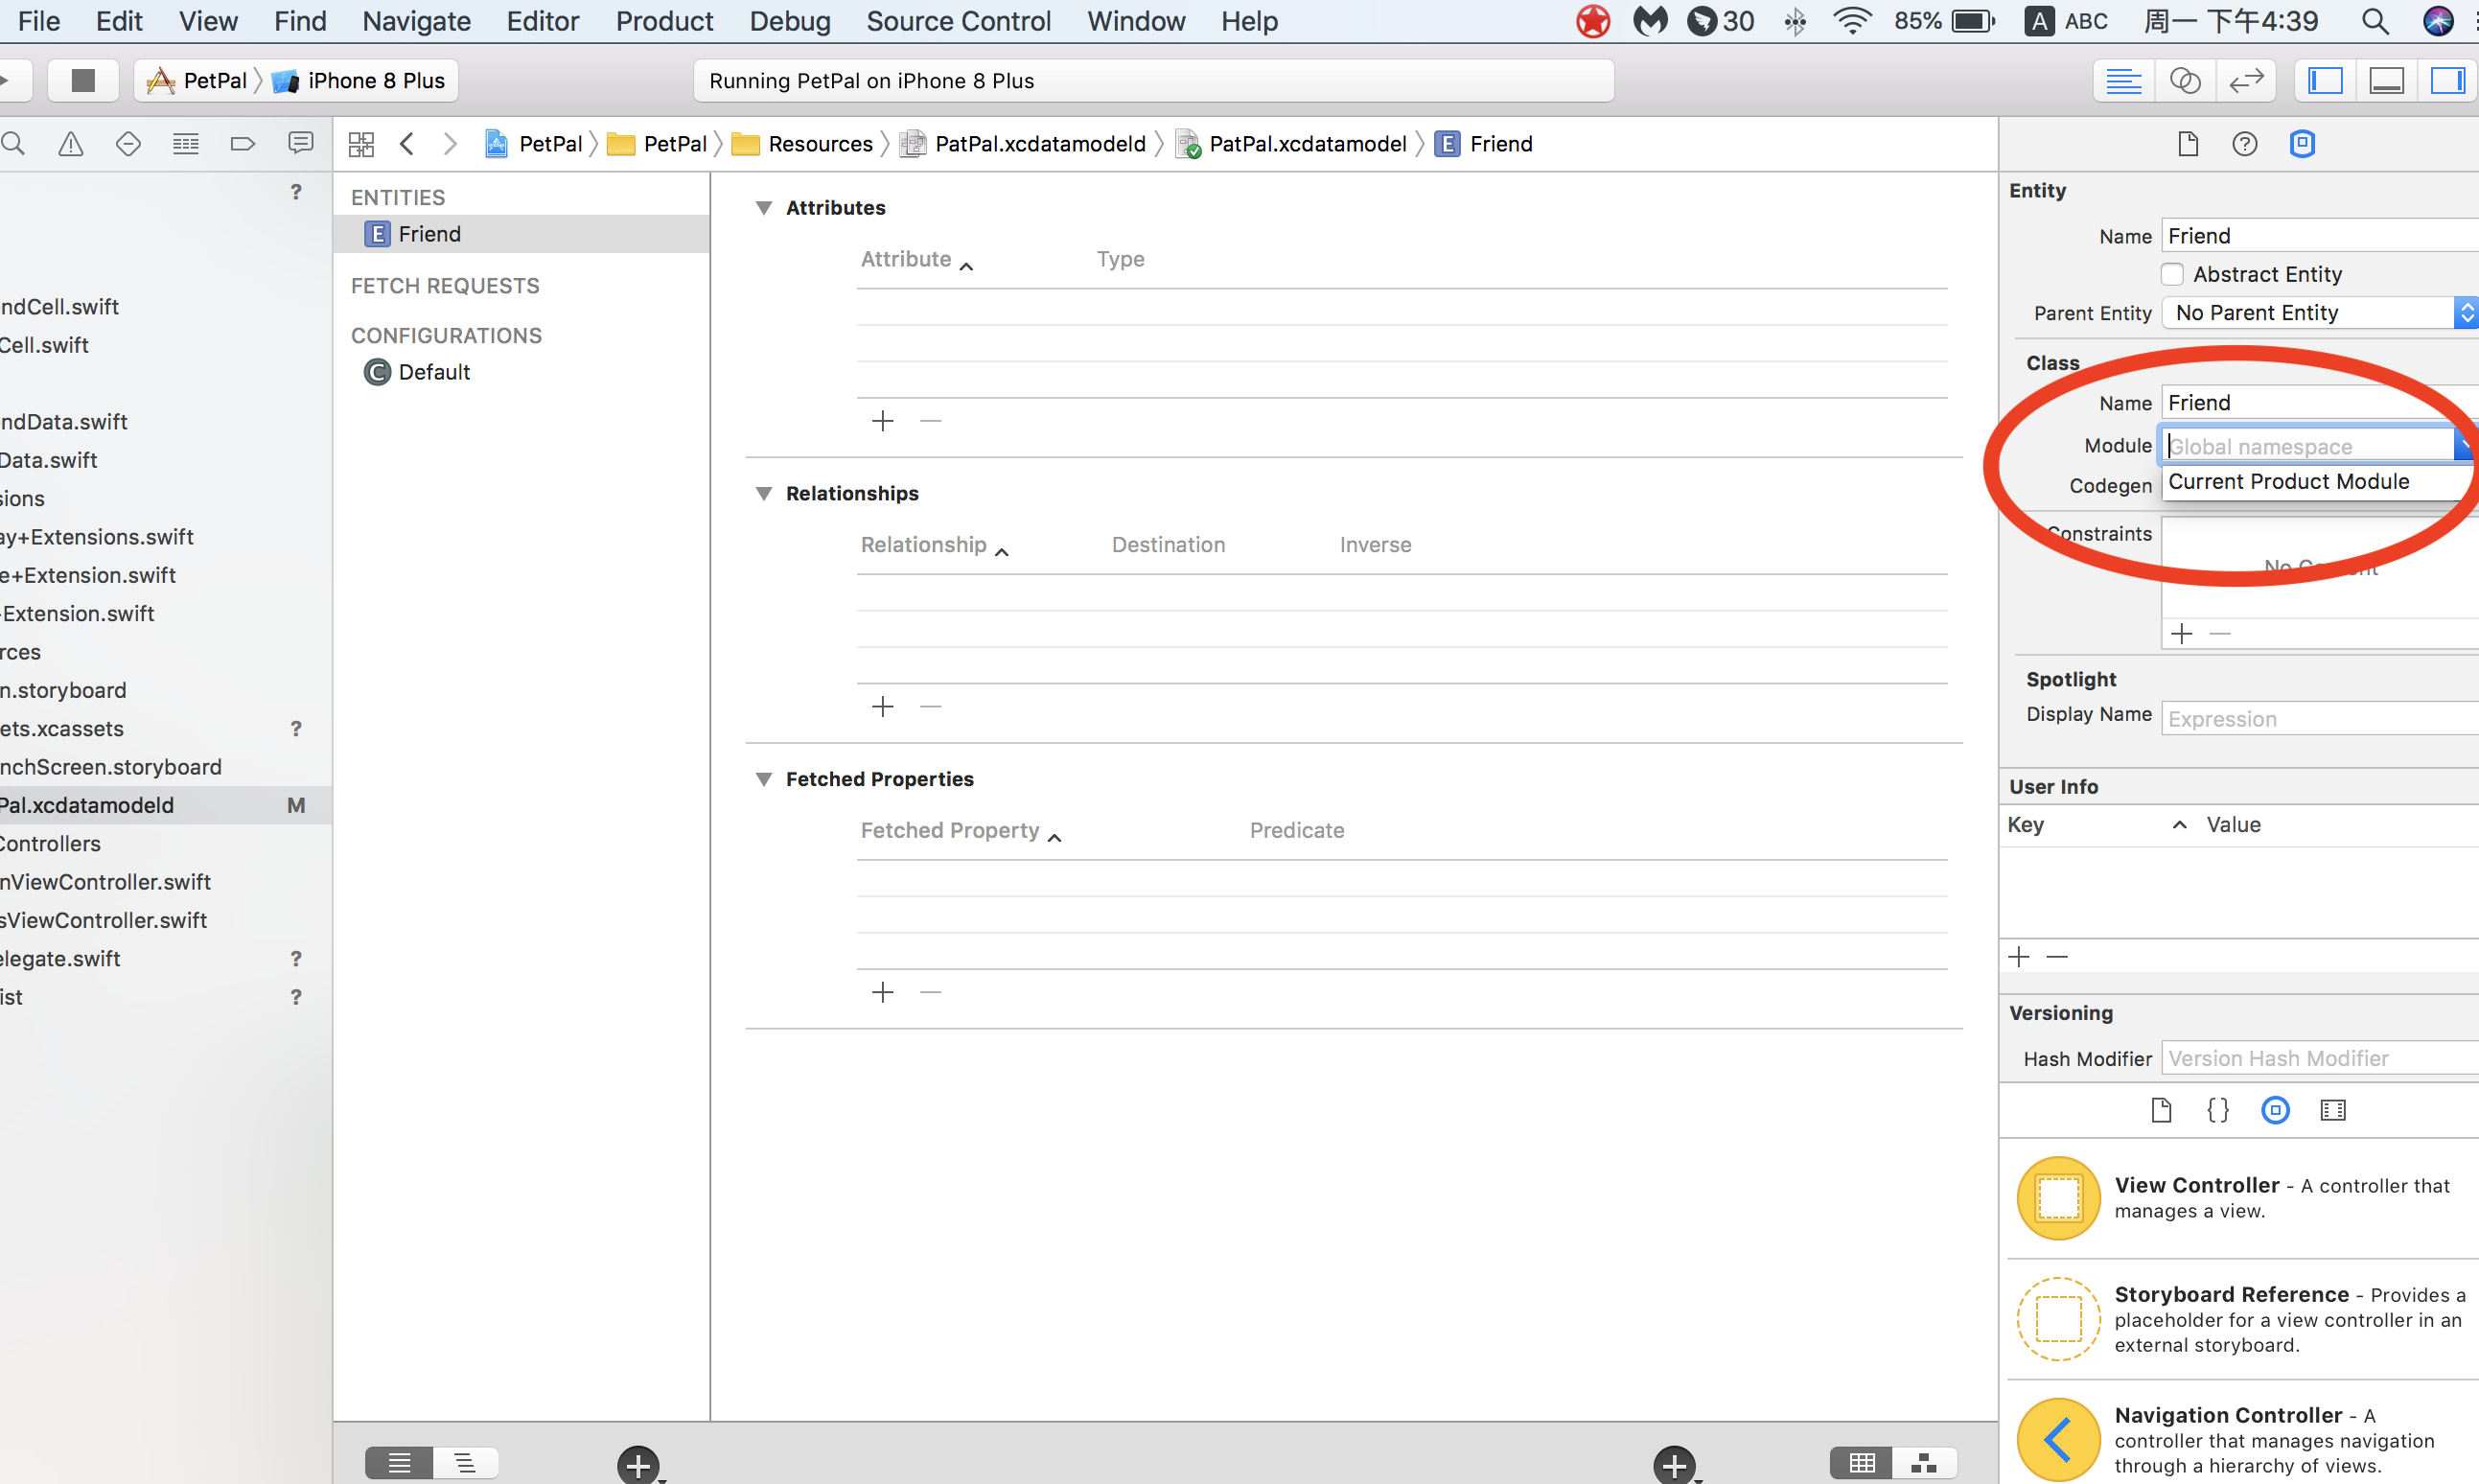 File Edit View Find Navigate Editor Product Debug Source Control Window Help 30 85% A ABC 周一 下午4:39
PetPal iPhone 8 Plus Running PetPal on iPhone 8 Plus
PetPal PetPal Resources PatPal.xcdatamodeld PatPal.xcdatamodel E Friend
?
ndCell.swift
Cell.swift
ndData.swift
Data.swift
sions
ay+Extensions.swift
e+Extension.swift
-Extension.swift
rces
n.storyboard
ets.xcassets ?
nchScreen.storyboard
Pal.xcdatamodeld M
Controllers
nViewController.swift
sViewController.swift
elegate.swift ?
ist ?
ENTITIES
E Friend
FETCH REQUESTS
CONFIGURATIONS
C Default
Attributes
Attribute Type
Relationships
Relationship Destination Inverse
Fetched Properties
Fetched Property Predicate
Entity
Name Friend
Abstract Entity
Parent Entity No Parent Entity
Class
Name Friend
Module Global namespace
Codegen Current Product Module
Constraints
Spotlight
Display Name Expression
User Info
Key Value
Versioning
Hash Modifier Version Hash Modifier
{}
View Controller - A controller that
manages a view.
Storyboard Reference - Provides a
placeholder for a view controller in an
external storyboard.
Navigation Controller - A
controller that manages navigation
through a hierarchy of views.